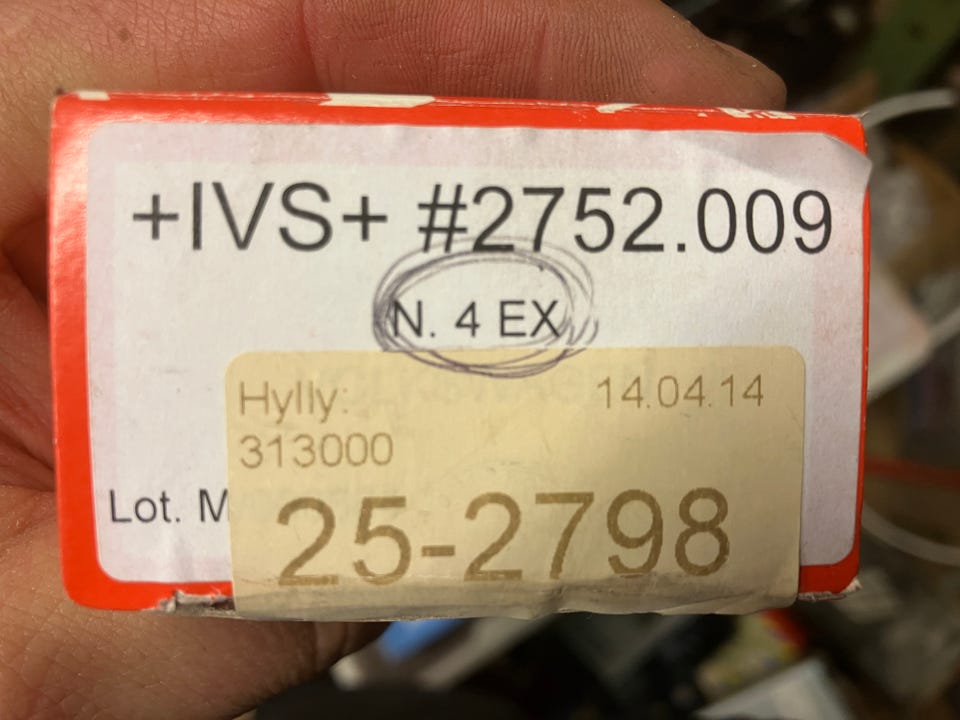 +IVS+ #2752.009
N. 4 EX
Hylly: 14.04.14
313000
Lot. M
25-2798